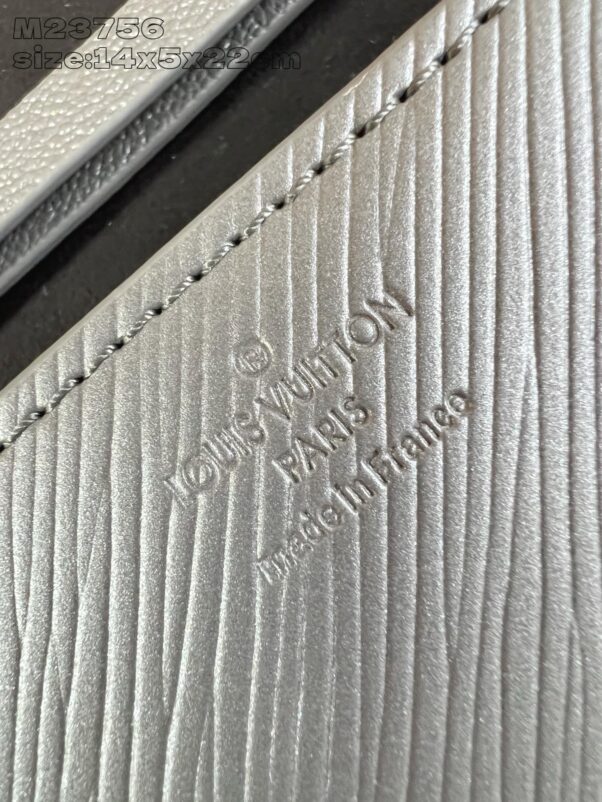 M23756
size:14x5x22cm
®
LOUIS VUITTON
PARIS
made in France